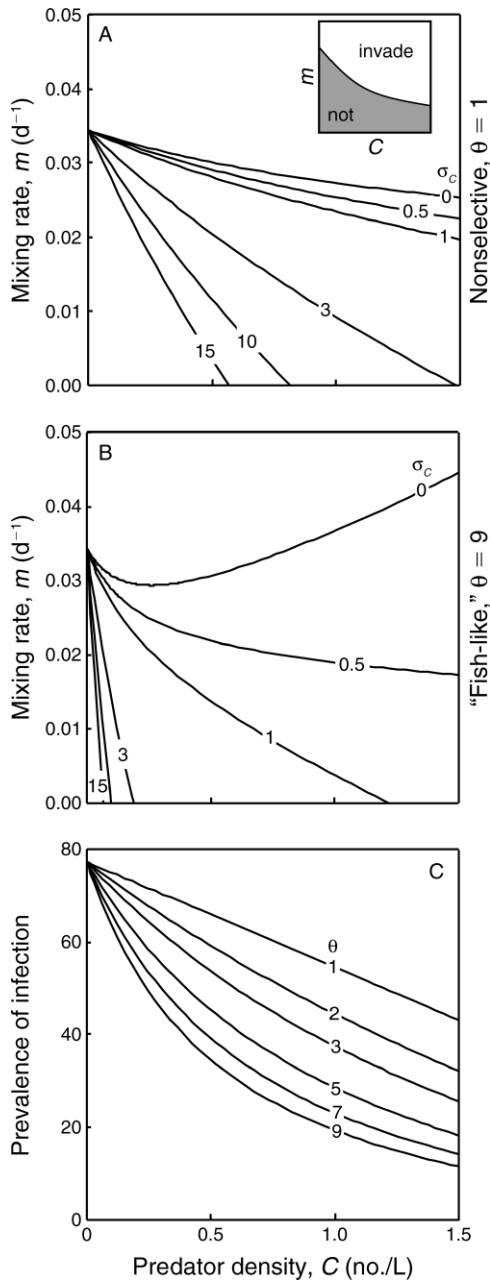 0.05
A
invade
m
not
C
0.04
0.03
0.02
0.01
0.00
Mixing rate, m (d⁻¹)
σC
0
0.5
1
3
10
15
Nonselective, θ = 1
0.05
B
0.04
0.03
0.02
0.01
0.00
Mixing rate, m (d⁻¹)
σC
0
0.5
1
3
15
“Fish-like,” θ = 9
80
C
60
40
20
0
Prevalence of infection
θ
1
2
3
5
7
9
0
0.5
1.0
1.5
Predator density, C (no./L)